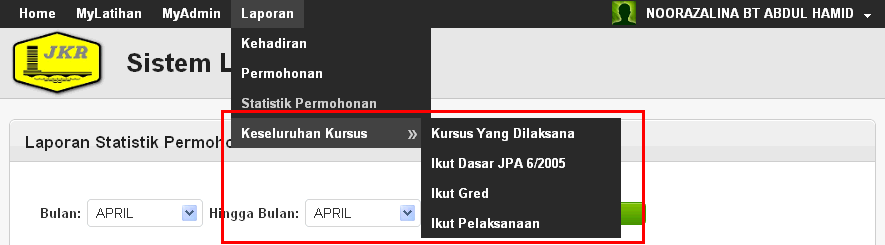 Home MyLatihan MyAdmin Laporan NOORAZALINA BT ABDUL HAMID
Kehadiran
JKR Sistem L
Permohonan
Statistik Permohonan
Keseluruhan Kursus » Kursus Yang Dilaksana
Laporan Statistik Permoho
Ikut Dasar JPA 6/2005
Ikut Gred
Bulan: APRIL Hingga Bulan: APRIL
Ikut Pelaksanaan